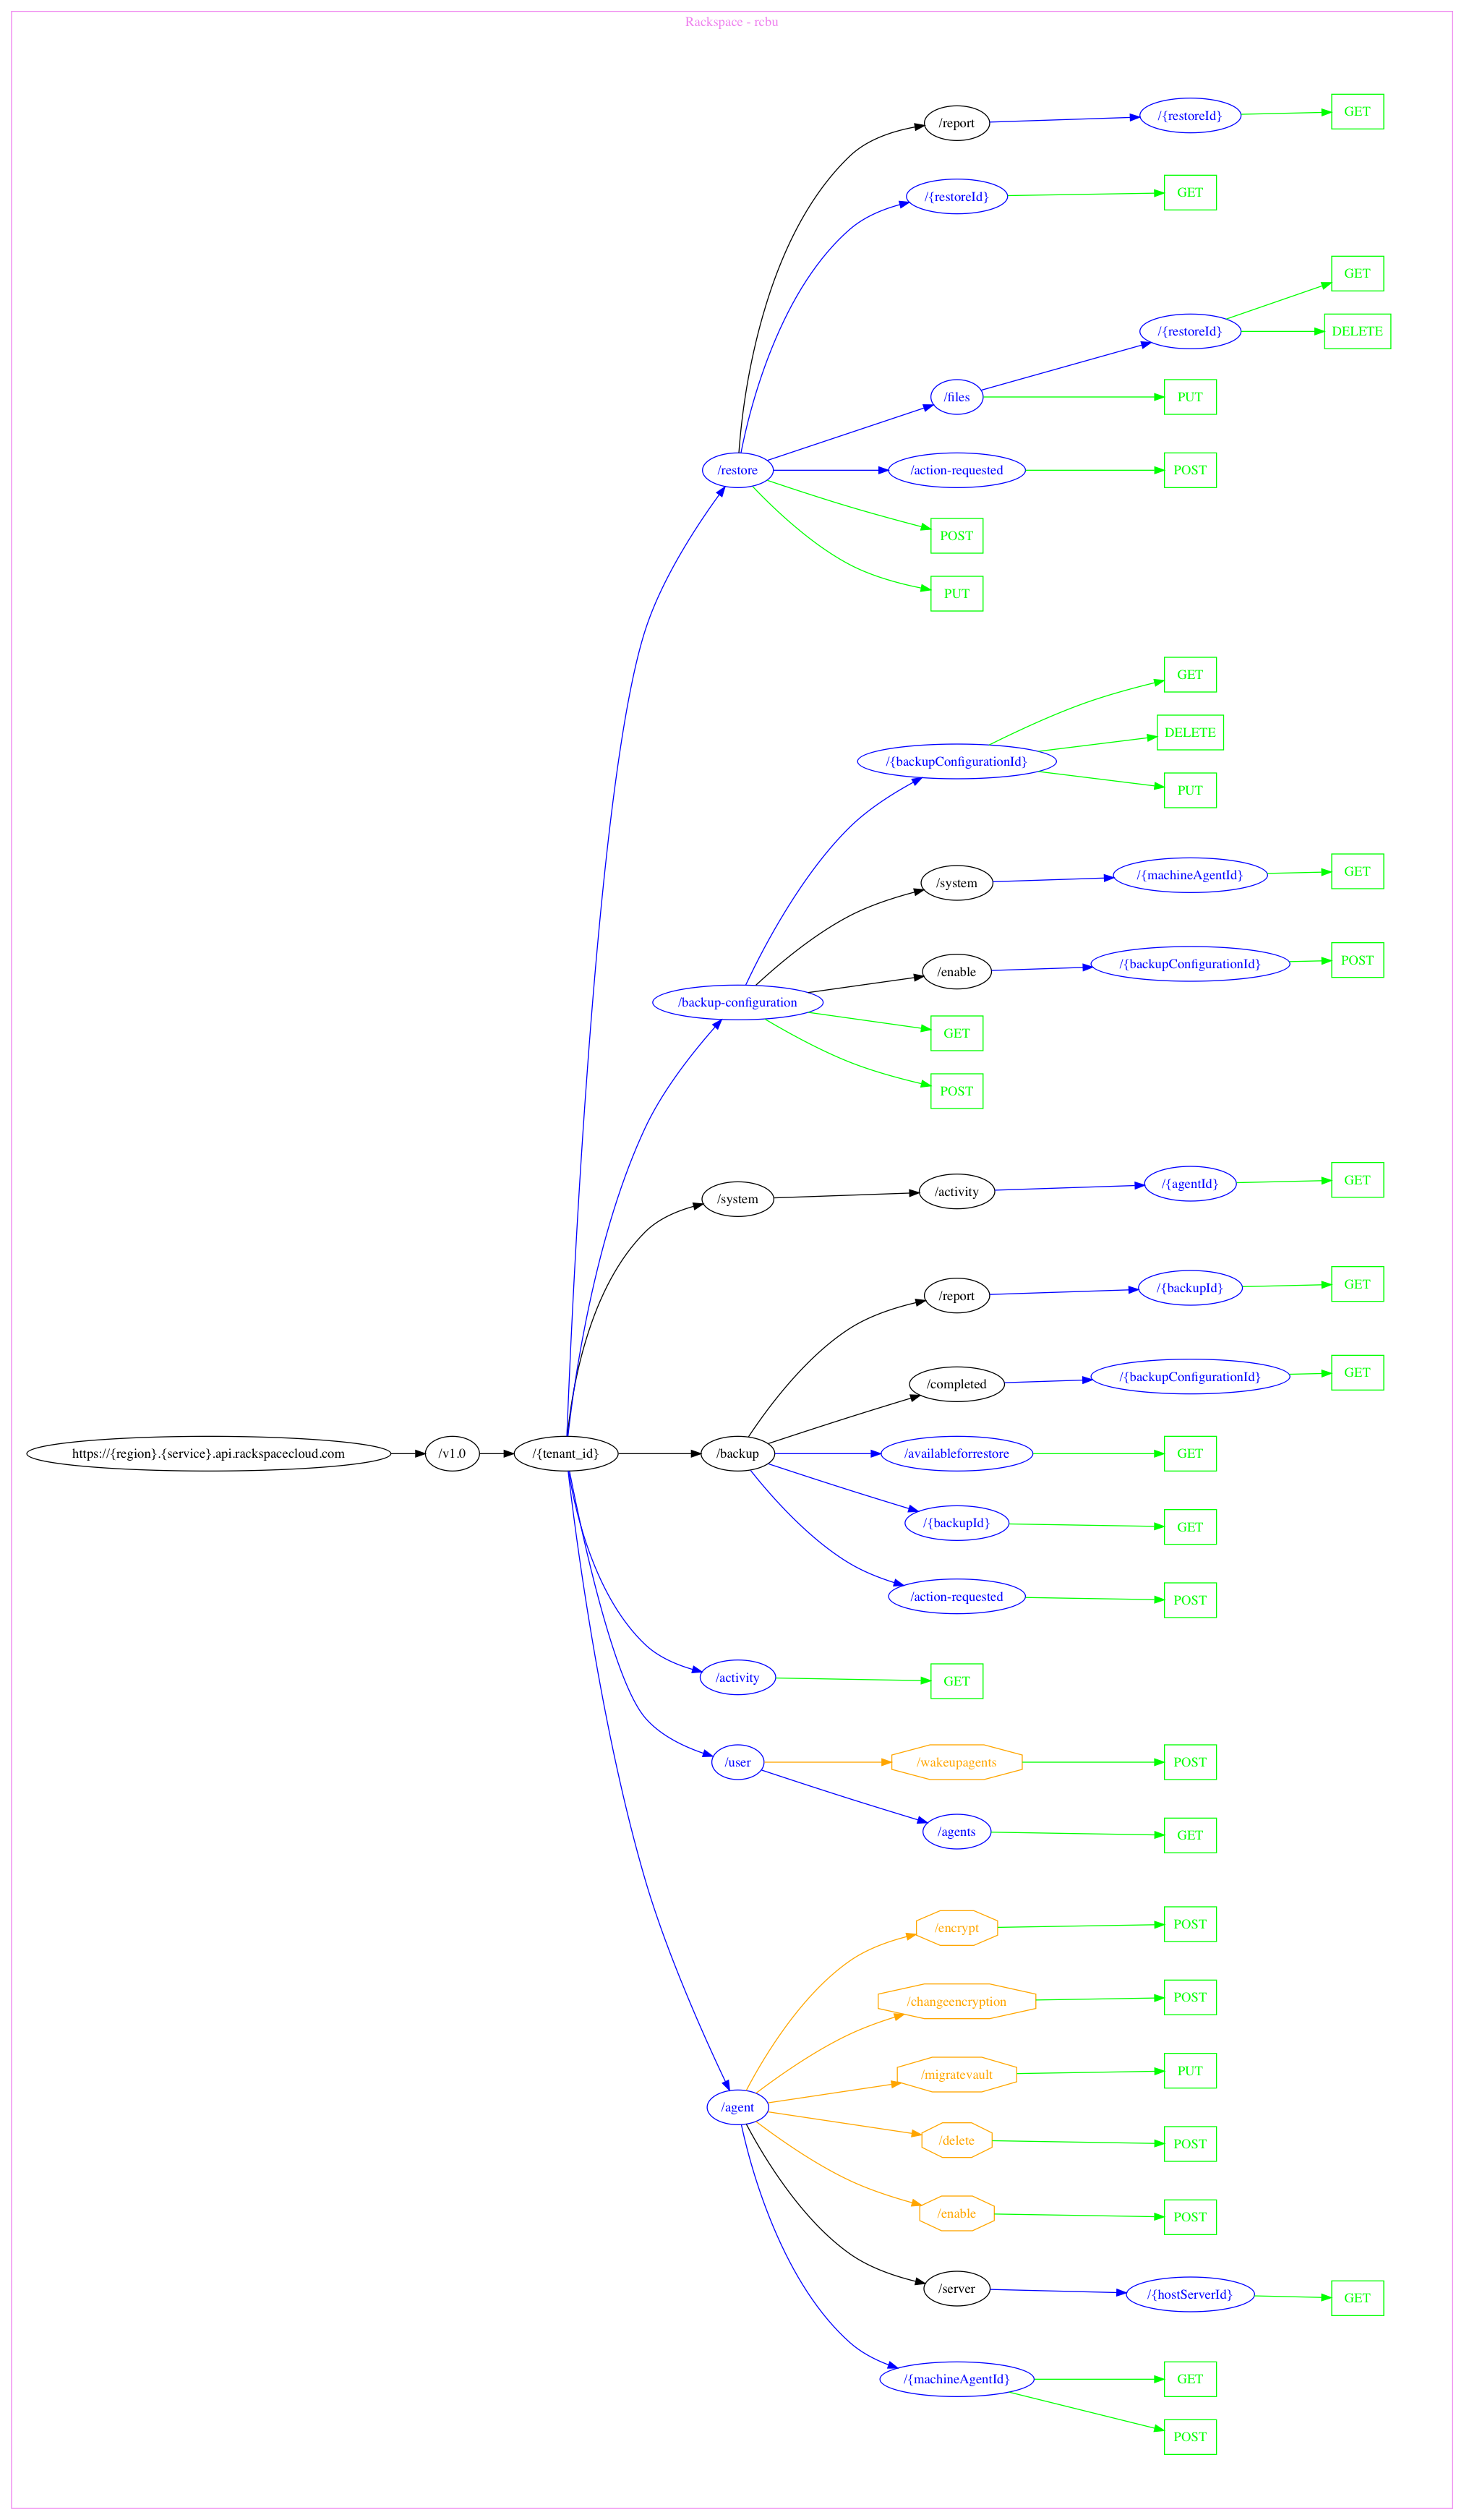 Rackspace - rcbu
/report
/{restoreId}
GET
/{restoreId}
GET
GET
/{restoreId}
DELETE
/files
PUT
/restore
/action-requested
POST
POST
PUT
GET
DELETE
/{backupConfigurationId}
PUT
/system
/{machineAgentId}
GET
/enable
/{backupConfigurationId}
POST
/backup-configuration
GET
POST
/system
/activity
/{agentId}
GET
/report
/{backupId}
GET
/completed
/{backupConfigurationId}
GET
https://{region}.{service}.api.rackspacecloud.com
/v1.0
/{tenant_id}
/backup
/availableforrestore
GET
/{backupId}
GET
/action-requested
POST
/activity
GET
/user
/wakeupagents
POST
/agents
GET
/encrypt
POST
/changeencryption
POST
/migratevault
PUT
/agent
/delete
POST
/enable
POST
/server
/{hostServerId}
GET
/{machineAgentId}
GET
POST